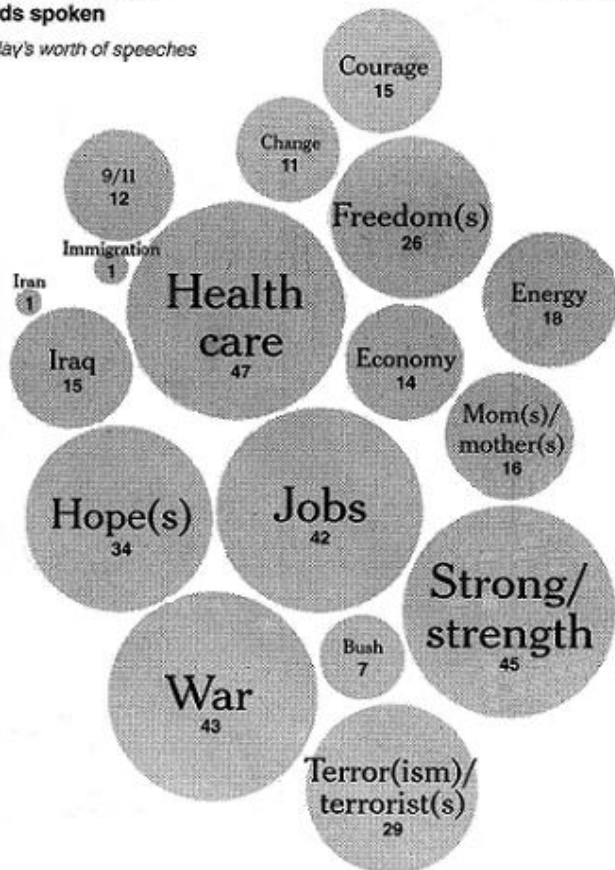 ds spoken
lay's worth of speeches
Courage
15
Change
11
9/11
12
Freedom(s)
26
Immigration
1
Iran
1
Health
care
47
Energy
18
Iraq
15
Economy
14
Mom(s)/
mother(s)
16
Hope(s)
34
Jobs
42
Strong/
strength
45
Bush
7
War
43
Terror(ism)/
terrorist(s)
29